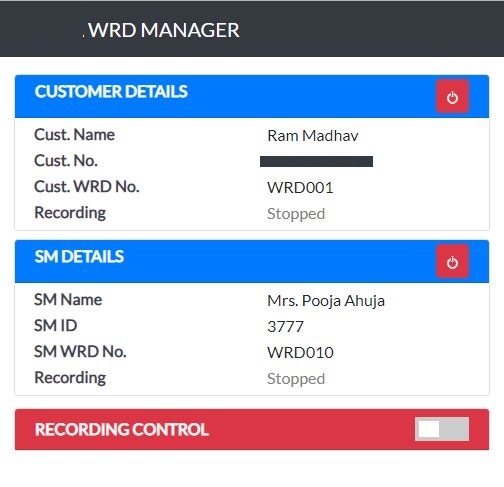 . WRD MANAGER
CUSTOMER DETAILS
Cust. Name Ram Madhav
Cust. No.
Cust. WRD No. WRD001
Recording Stopped
SM DETAILS
SM Name Mrs. Pooja Ahuja
SM ID 3777
SM WRD No. WRD010
Recording Stopped
RECORDING CONTROL